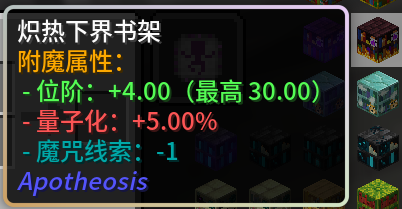 炽热下界书架
附魔属性：
- 位阶：+4.00（最高 30.00）
- 量子化：+5.00%
- 魔咒线索：-1
Apotheosis